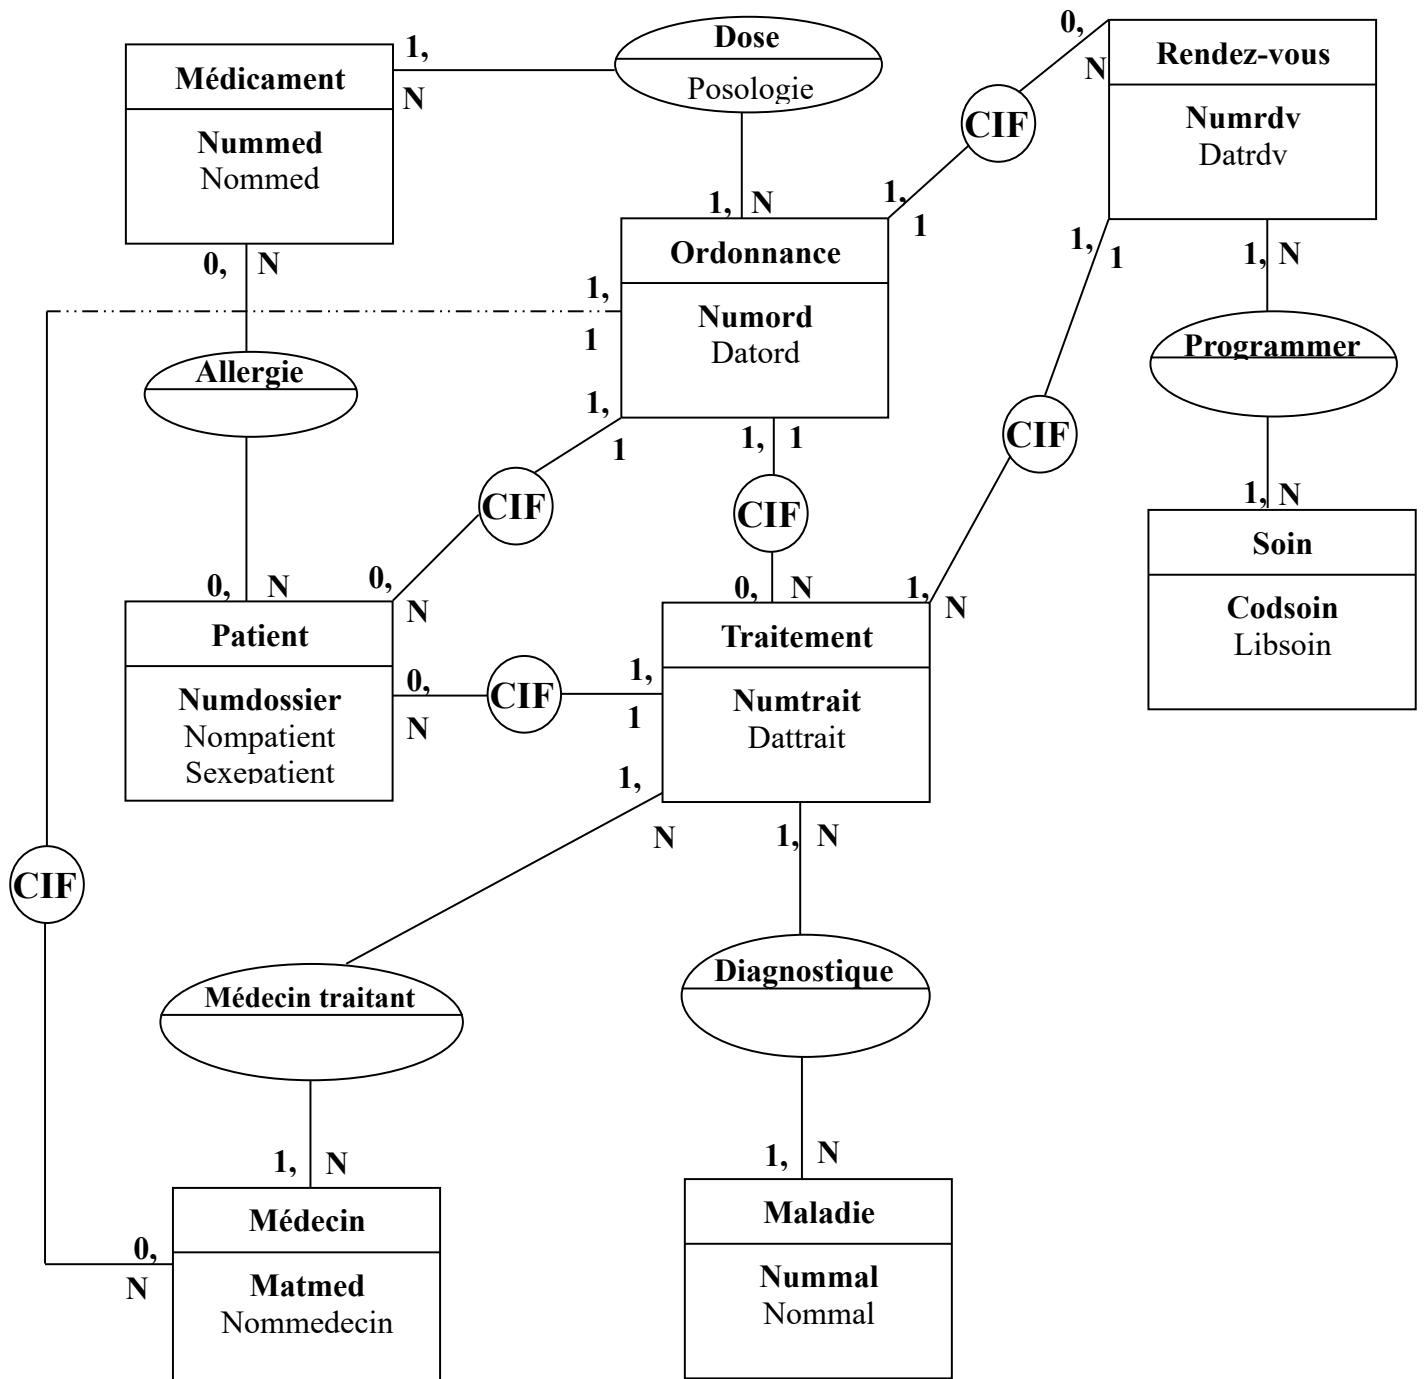 Dose
Posologie
1,
N
1, N
Médicament
Nummed
Nommed
0, N
Rendez-vous
Numrdv
Datrdv
0,
N
CIF
1,
1
1,
1
1, N
Ordonnance
Numord
Datord
1,
1
1,
1
1, 1
Allergie
Programmer
CIF
CIF
CIF
1, N
Soin
Codsoin
Libsoin
0, N
0,
N
0, N
1,
N
Patient
Numdossier
Nompatient
Sexepatient
0,
N
CIF
1,
1
Traitement
Numtrait
Dattrait
1,
N
1, N
CIF
Médecin traitant
Diagnostique
1, N
1, N
Médecin
Matmed
Nommedecin
0,
N
Maladie
Nummal
Nommal